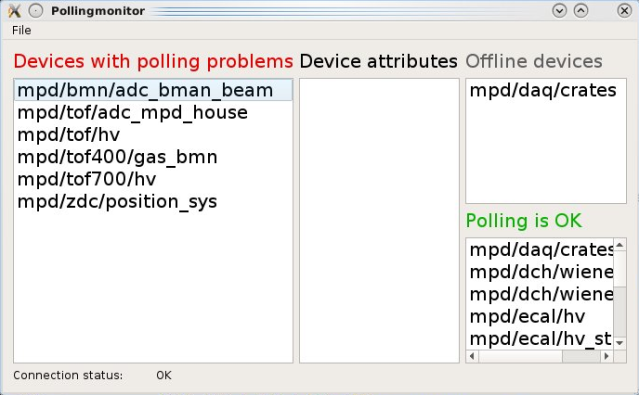 Pollingmonitor
File
Devices with polling problems
mpd/bmn/adc_bman_beam
mpd/tof/adc_mpd_house
mpd/tof/hv
mpd/tof400/gas_bmn
mpd/tof700/hv
mpd/zdc/position_sys
Device attributes
Offline devices
mpd/daq/crates
Polling is OK
mpd/daq/crates
mpd/dch/wiene
mpd/dch/wiene
mpd/ecal/hv
mpd/ecal/hv_st
Connection status: OK